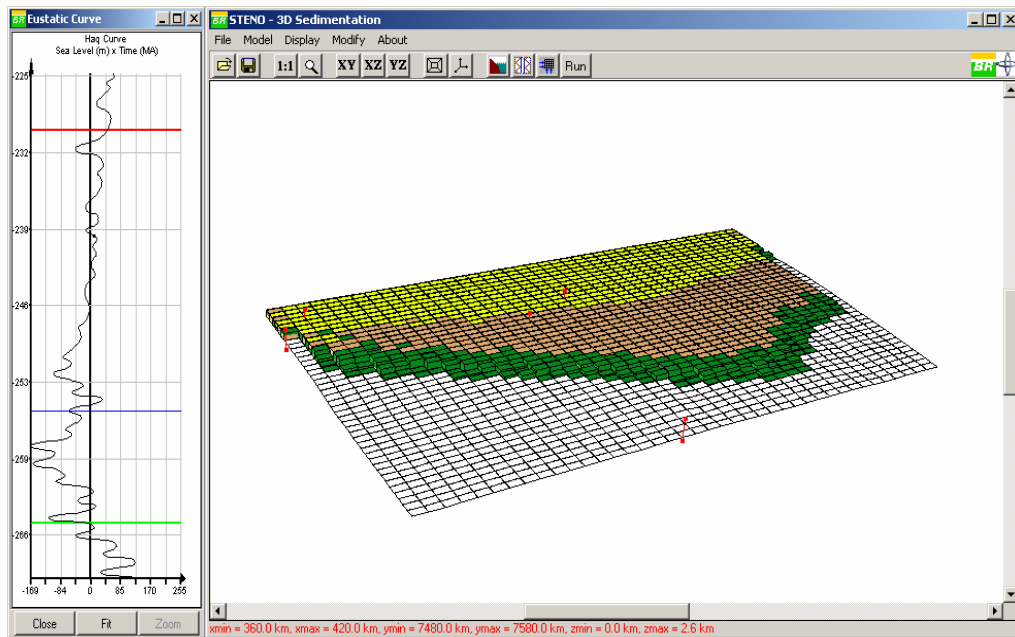 BR Eustatic Curve
Haq Curve
Sea Level (m) x Time (MA)
-225
-232
-239
-246
-253
-259
-266
-169 -84 0 85 170 255
Close Fit Zoom
BR STENO - 3D Sedimentation
File Model Display Modify About
1:1 XY XZ YZ Run
BR
xmin = 360.0 km, xmax = 420.0 km, ymin = 7480.0 km, ymax = 7580.0 km, zmin = 0.0 km, zmax = 2.6 km